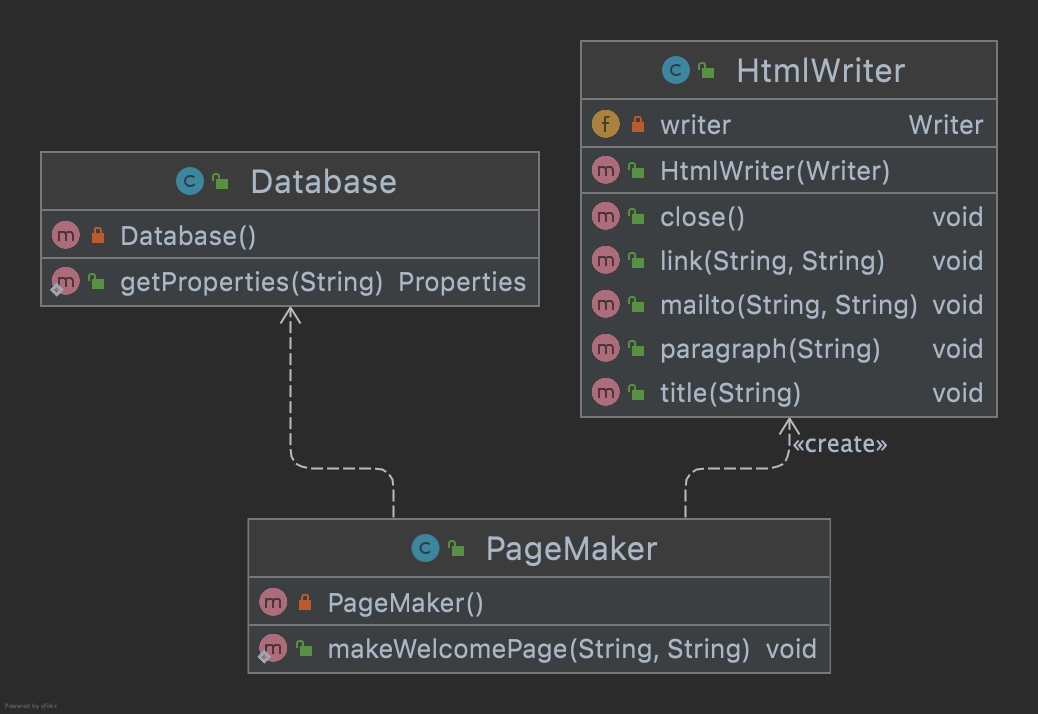 Database
Database()
getProperties(String) Properties
HtmlWriter
writer Writer
HtmlWriter(Writer)
close() void
link(String, String) void
mailto(String, String) void
paragraph(String) void
title(String) void
«create»
PageMaker
PageMaker()
makeWelcomePage(String, String) void
Powered by yFiles